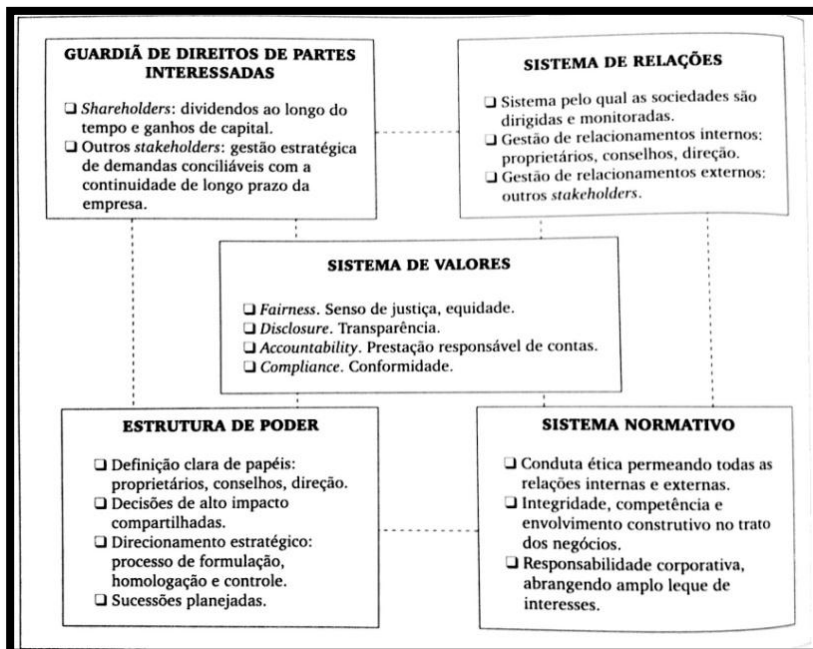 GUARDIÃ DE DIREITOS DE PARTES
INTERESSADAS
❑ Shareholders: dividendos ao longo do
tempo e ganhos de capital.
❑ Outros stakeholders: gestão estratégica
de demandas conciliáveis com a
continuidade de longo prazo da
empresa.
SISTEMA DE RELAÇÕES
❑ Sistema pelo qual as sociedades são
dirigidas e monitoradas.
❑ Gestão de relacionamentos internos:
proprietários, conselhos, direção.
❑ Gestão de relacionamentos externos:
outros stakeholders.
SISTEMA DE VALORES
❑ Fairness. Senso de justiça, equidade.
❑ Disclosure. Transparência.
❑ Accountability. Prestação responsável de contas.
❑ Compliance. Conformidade.
ESTRUTURA DE PODER
❑ Definição clara de papéis:
proprietários, conselhos, direção.
❑ Decisões de alto impacto
compartilhadas.
❑ Direcionamento estratégico:
processo de formulação,
homologação e controle.
❑ Sucessões planejadas.
SISTEMA NORMATIVO
❑ Conduta ética permeando todas as
relações internas e externas.
❑ Integridade, competência e
envolvimento construtivo no trato
dos negócios.
❑ Responsabilidade corporativa,
abrangendo amplo leque de
interesses.